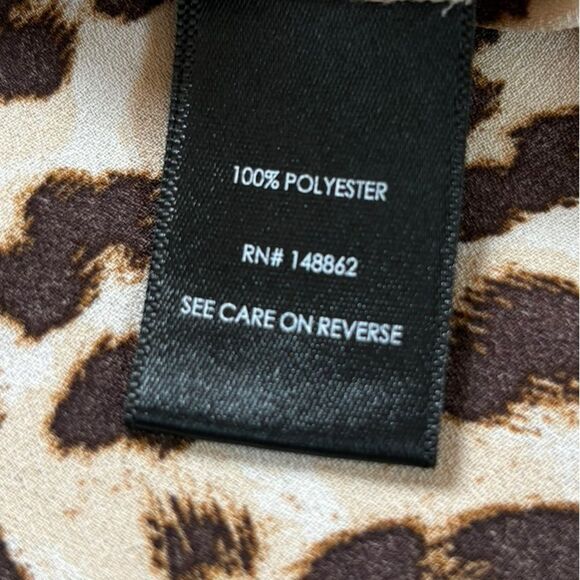 100% POLYESTER
RN# 148862
SEE CARE ON REVERSE